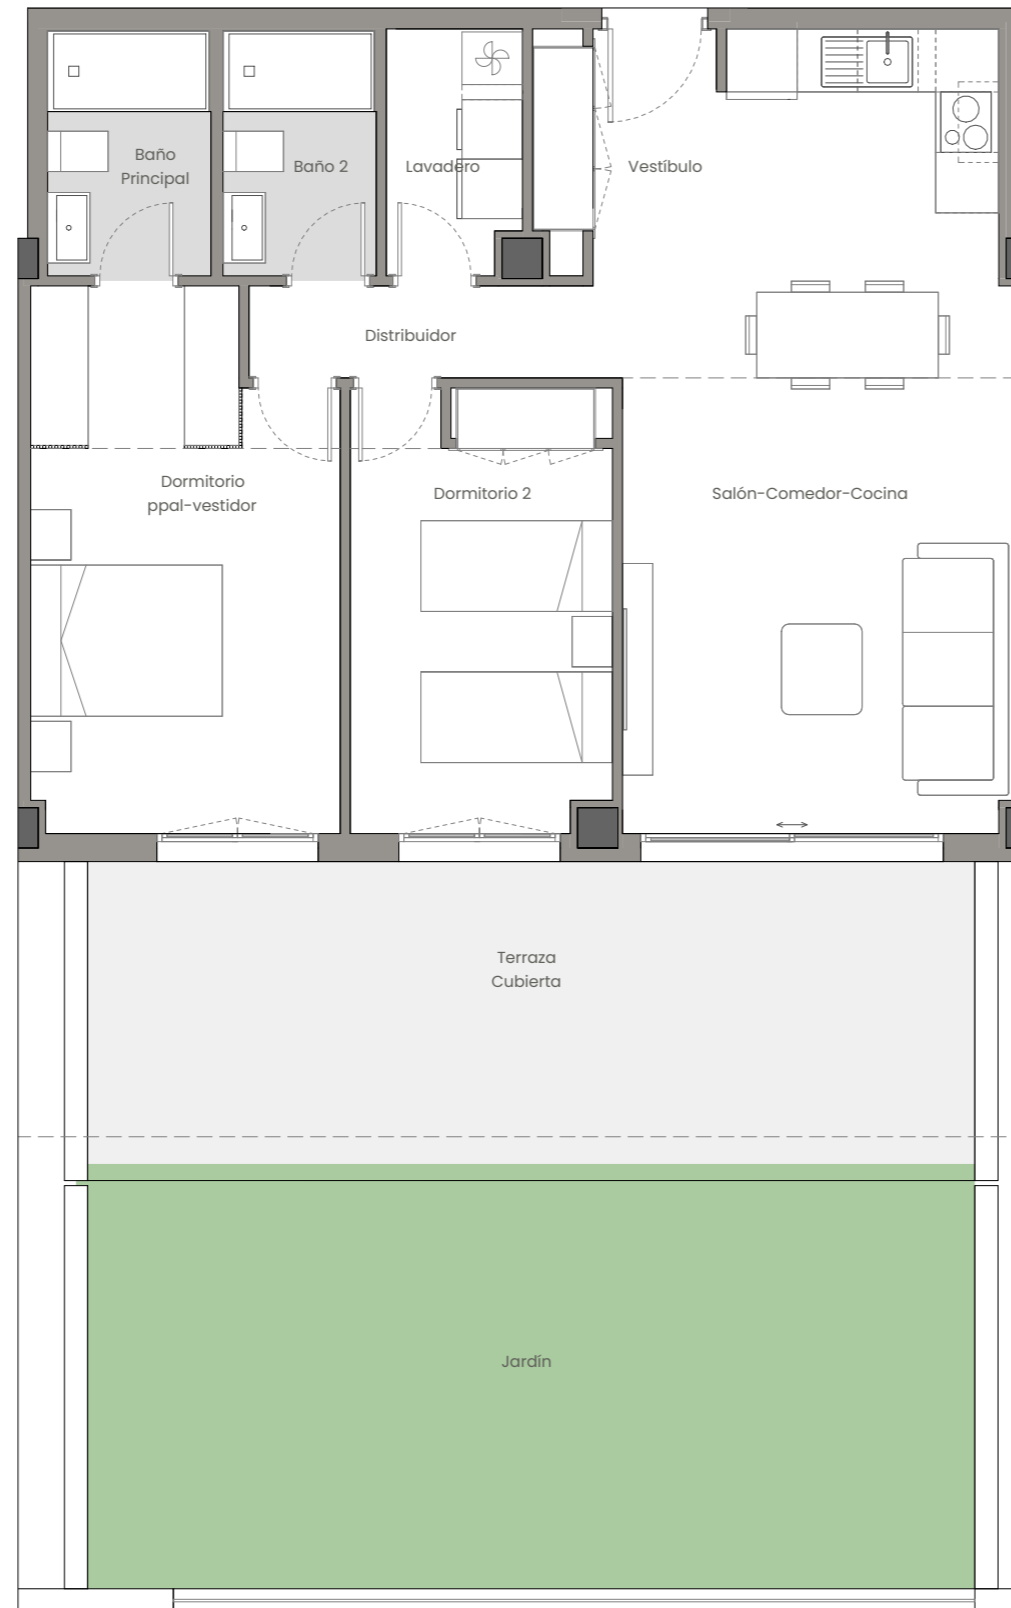 Baño
Principal
Baño 2
Lavadero
Vestíbulo
Distribuidor
Dormitorio
ppal-vestidor
Dormitorio 2
Salón-Comedor-Cocina
Terraza
Cubierta
Jardín